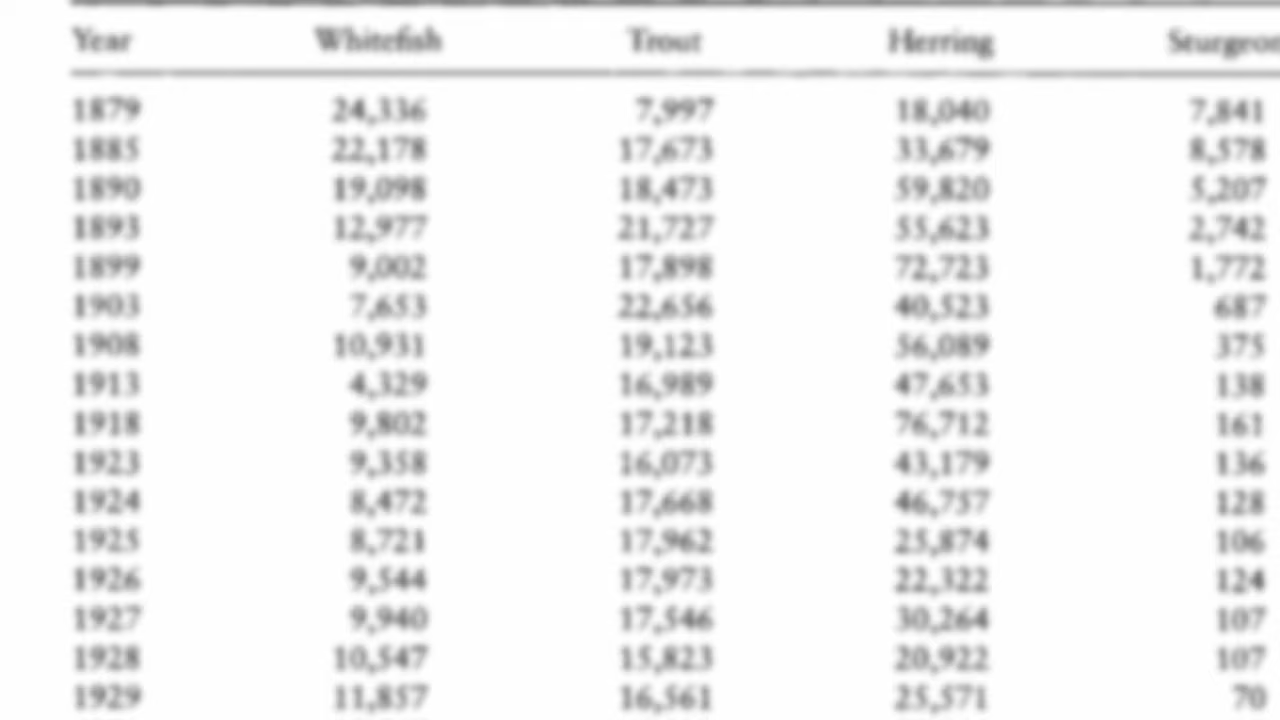 Year Whitefish Trout Herring Sturgeon
1879 24,336 7,997 18,040 7,841
1885 22,178 17,673 33,679 8,578
1890 19,098 18,473 59,820 5,207
1893 12,977 21,727 55,623 2,742
1899 9,002 17,898 72,723 1,772
1903 7,653 22,656 40,523 687
1908 10,931 19,123 56,089 375
1913 4,329 16,989 47,653 138
1918 9,802 17,218 76,712 161
1923 9,358 16,073 43,179 136
1924 8,472 17,668 46,757 128
1925 8,721 17,962 25,874 106
1926 9,544 17,973 22,322 124
1927 9,940 17,546 30,264 107
1928 10,547 15,823 20,922 107
1929 11,857 16,561 25,571 70